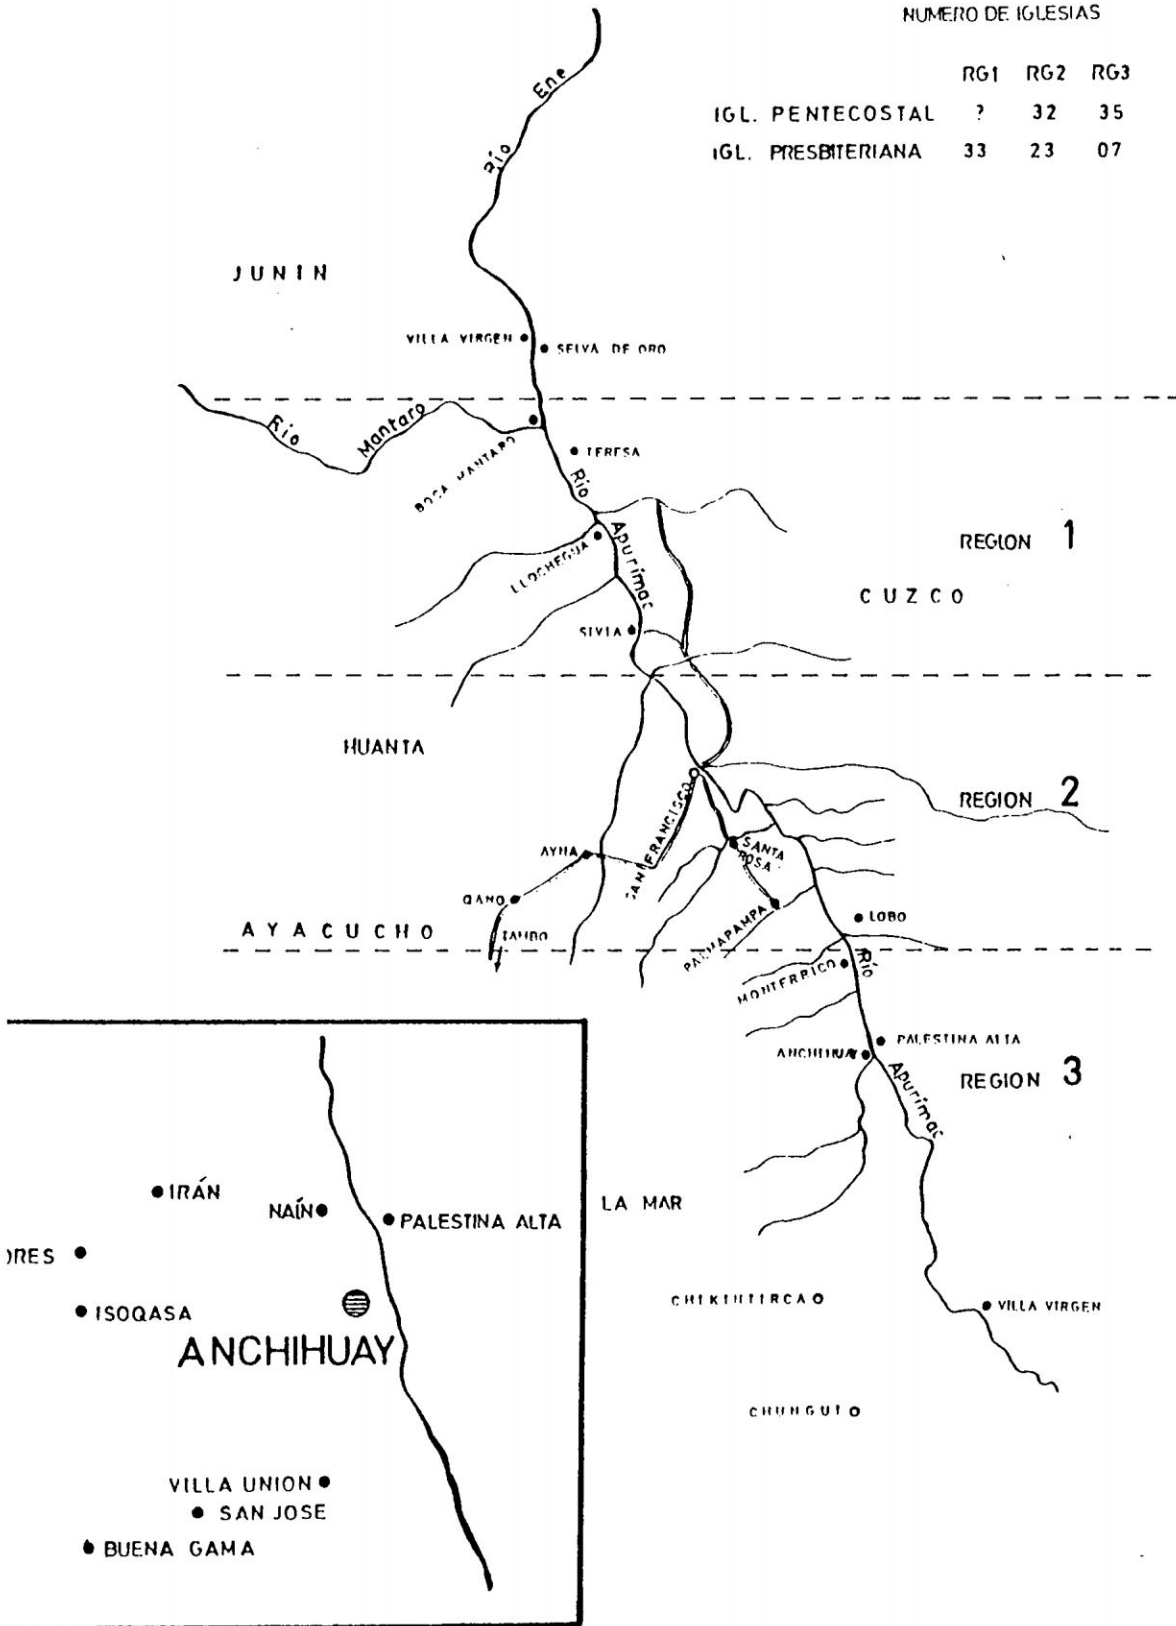 NUMERO DE IGLESIAS
RG1 RG2 RG3
IGL. PENTECOSTAL ? 32 35
IGL. PRESBITERIANA 33 23 07
Río Ene
JUNIN
VILLA VIRGEN
SELVA DE ORO
Río Mantaro
BOCA MANTARO
TERESA
Río Apurímac
LLOCHEGUA
REGION 1
CUZCO
SIVIA
HUANTA
REGION 2
SAN FRANCISCO
AYNA
SANTA
ROSA
QANO
TAMBO
PALMAPAMPA
LOBO
AYACUCHO
MONTERRICO
Río Apurímac
ANCHIHUAY
PALESTINA ALTA
REGION 3
LA MAR
CHIKINTIRCA
VILLA VIRGEN
CHUNGUI
IRÁN
NAÍN
PALESTINA ALTA
ORES
ISOQASA
ANCHIHUAY
VILLA UNION
SAN JOSE
BUENA GAMA